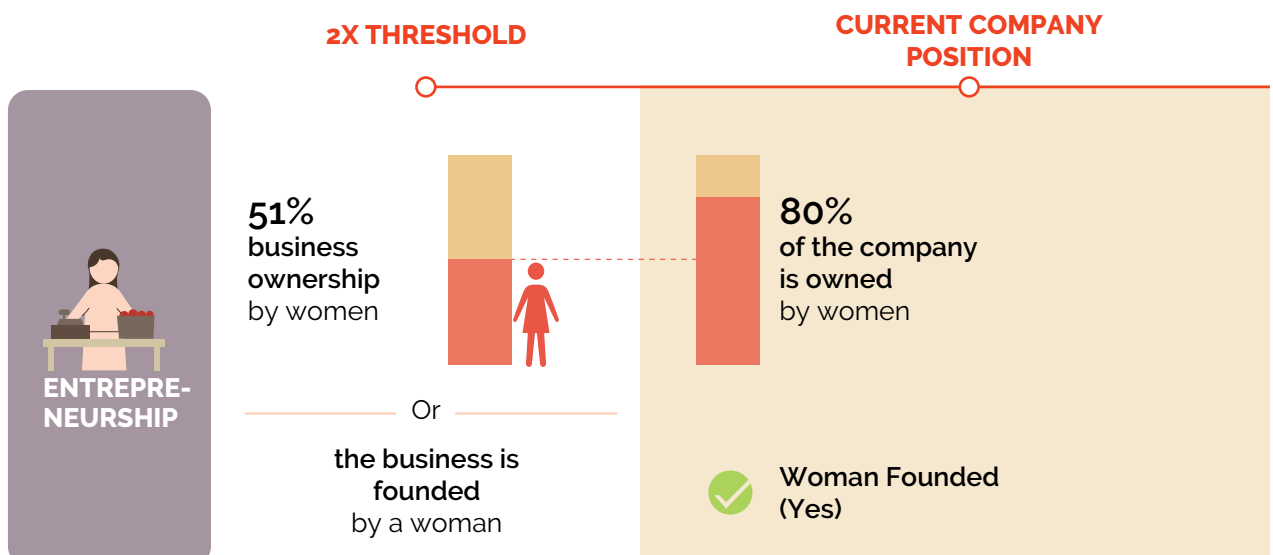 2X THRESHOLD
CURRENT COMPANY
POSITION
51%
business
ownership
by women
80%
of the company
is owned
by women
ENTREPRE-
NEURSHIP
Or
the business is
founded
by a woman
Woman Founded
(Yes)